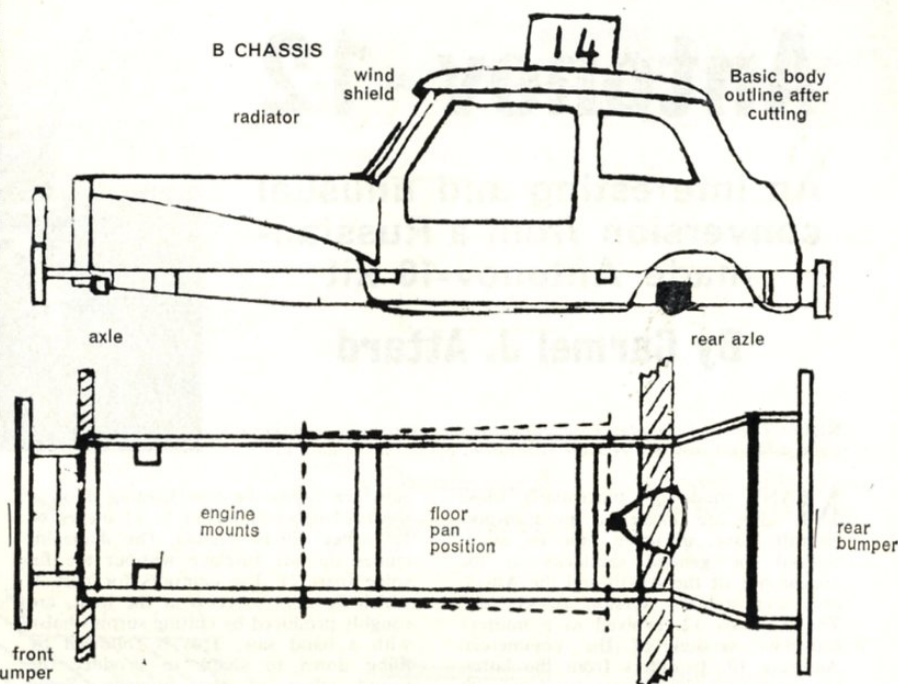 B CHASSIS
14
wind
shield
radiator
Basic body
outline after
cutting
axle
rear azle
engine
mounts
floor
pan
position
rear
bumper
front
umper